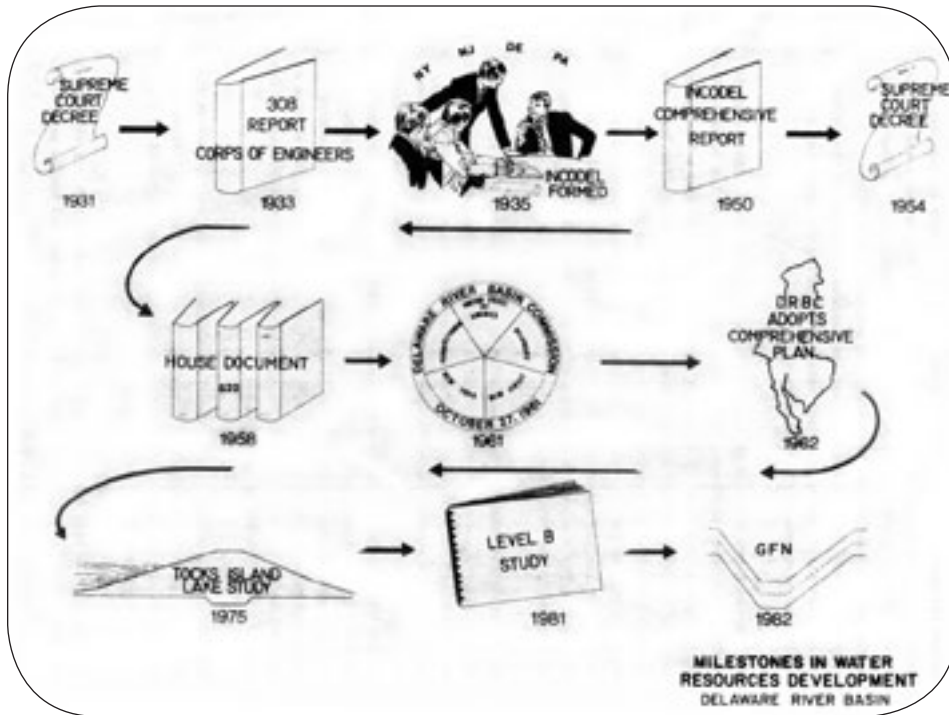 SUPREME
COURT
DECREE
1931
308
REPORT
CORPS OF ENGINEERS
1933
NY NJ DE PA
INCODEL
FORMED
1935
INCODEL
COMPREHENSIVE
REPORT
1950
SUPREME
COURT
DECREE
1954
HOUSE DOCUMENT
1958
DELAWARE RIVER BASIN COMMISSION
OCTOBER 27, 1961
1961
DRBC
ADOPTS
COMPREHENSIVE
PLAN
1962
TOCKS ISLAND
LAKE STUDY
1975
LEVEL B
STUDY
1981
GFN
1982
MILESTONES IN WATER
RESOURCES DEVELOPMENT
DELAWARE RIVER BASIN